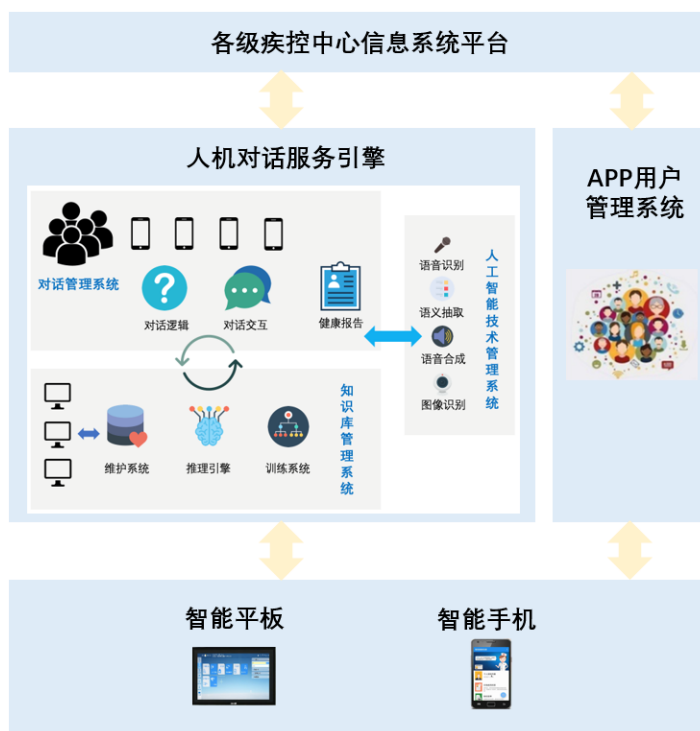 各级疾控中心信息系统平台
人机对话服务引擎
对话管理系统
对话逻辑
对话交互
健康报告
语音识别
语义抽取
语音合成
图像识别
人工智能技术管理系统
维护系统
推理引擎
训练系统
知识库管理系统
APP用户
管理系统
智能平板
智能手机